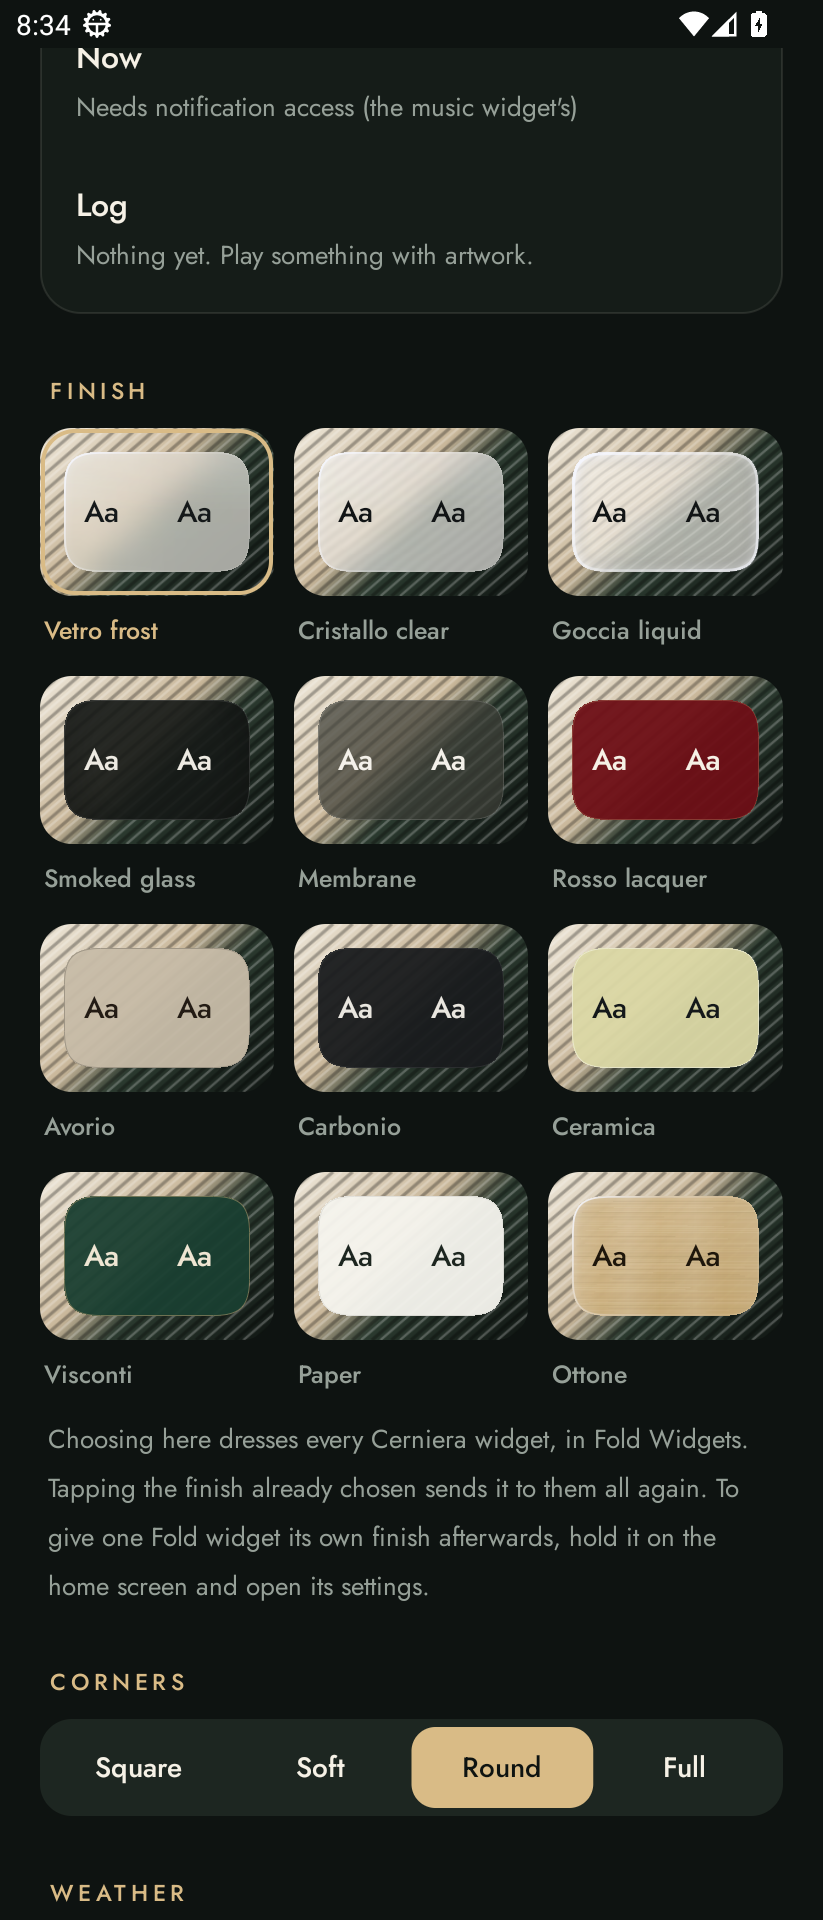 8:34
Now
Needs notification access (the music widget's)
Log
Nothing yet. Play something with artwork.
FINISH
Aa Aa
Aa Aa
Aa Aa
Vetro frost
Cristallo clear
Goccia liquid
Aa Aa
Aa Aa
Aa Aa
Smoked glass
Membrane
Rosso lacquer
Aa Aa
Aa Aa
Aa Aa
Avorio
Carbonio
Ceramica
Aa Aa
Aa Aa
Aa Aa
Visconti
Paper
Ottone
Choosing here dresses every Cerniera widget, in Fold Widgets.
Tapping the finish already chosen sends it to them all again. To
give one Fold widget its own finish afterwards, hold it on the
home screen and open its settings.
CORNERS
Square
Soft
Round
Full
WEATHER